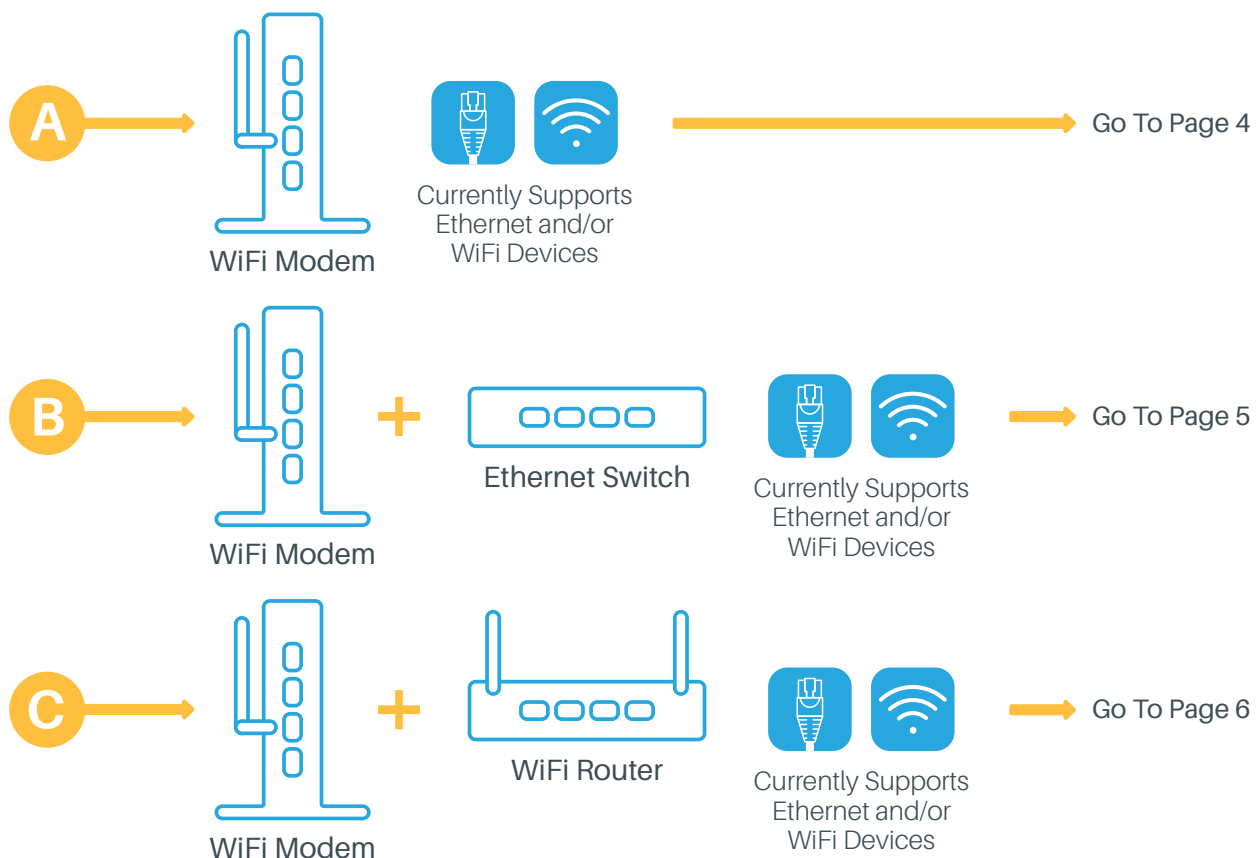 A
WiFi Modem
Currently Supports
Ethernet and/or
WiFi Devices
Go To Page 4
B
WiFi Modem
Ethernet Switch
Currently Supports
Ethernet and/or
WiFi Devices
Go To Page 5
C
WiFi Modem
WiFi Router
Currently Supports
Ethernet and/or
WiFi Devices
Go To Page 6